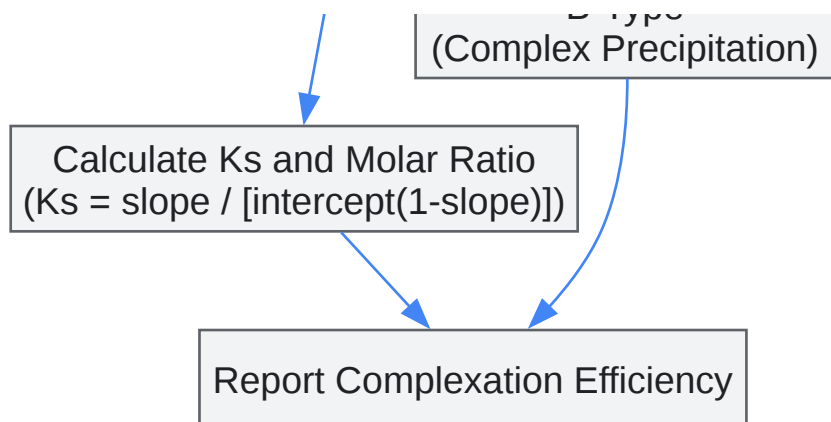 (Complex Precipitation)
Calculate Ks and Molar Ratio
(Ks = slope / [intercept(1-slope)])
Report Complexation Efficiency